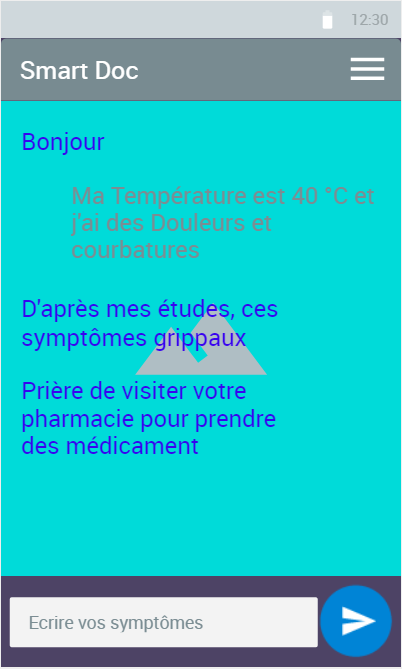 12:30
Smart Doc
Bonjour
Ma Température est 40 °C et
j'ai des Douleurs et
courbatures
D'après mes études, ces
symptômes grippaux
Prière de visiter votre
pharmacie pour prendre
des médicament
Ecrire vos symptômes